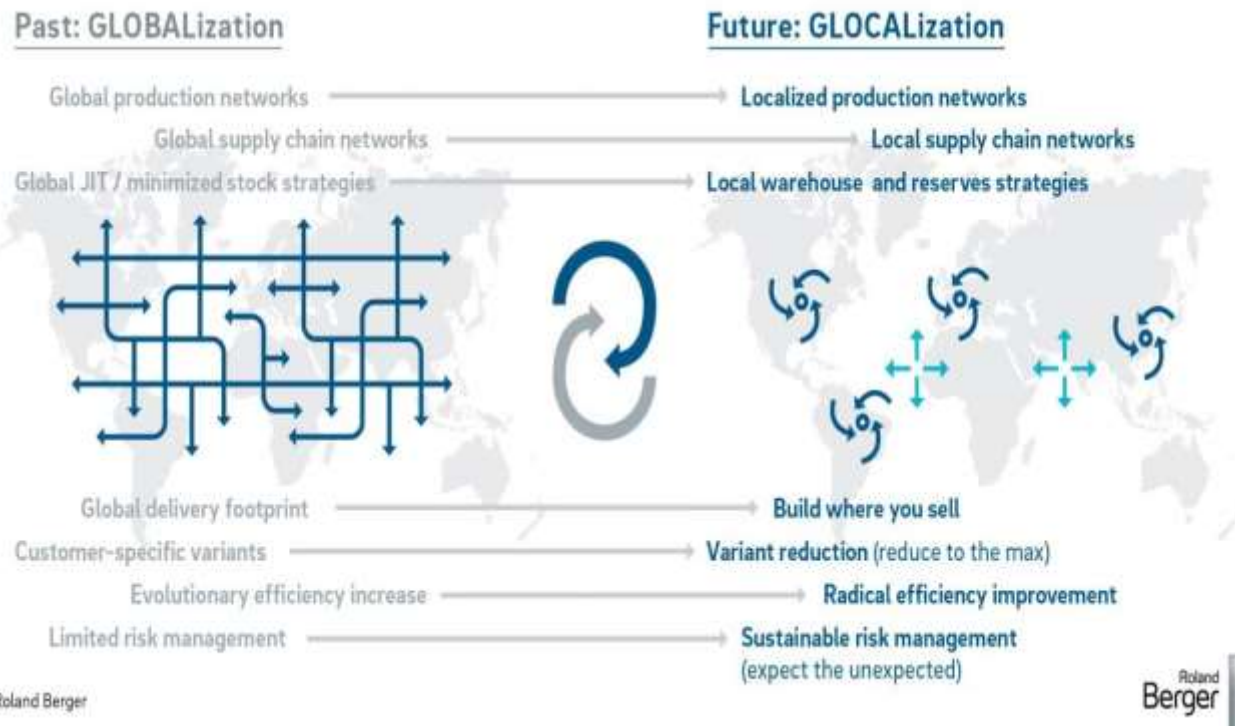 Past: GLOBALization
Future: GLOCALization
Global production networks
Localized production networks
Global supply chain networks
Local supply chain networks
Global JIT / minimized stock strategies
Local warehouse and reserves strategies
Global delivery footprint
Build where you sell
Customer-specific variants
Variant reduction (reduce to the max)
Evolutionary efficiency increase
Radical efficiency improvement
Limited risk management
Sustainable risk management
(expect the unexpected)
Roland Berger
Roland
Berger